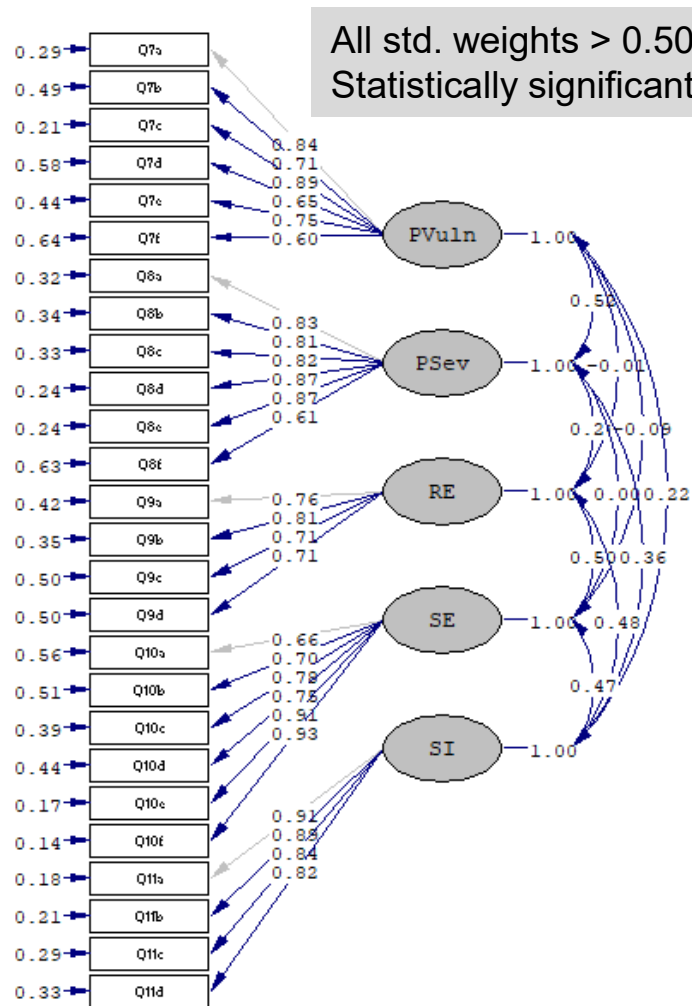 All std. weights > 0.50
Statistically significant
0.29 Q7a
0.49 Q7b
0.21 Q7c
0.58 Q7d
0.44 Q7e
0.64 Q7f
0.32 Q8a
0.34 Q8b
0.33 Q8c
0.24 Q8d
0.24 Q8e
0.63 Q8f
0.42 Q9a
0.35 Q9b
0.50 Q9c
0.50 Q9d
0.56 Q10a
0.51 Q10b
0.39 Q10c
0.44 Q10d
0.17 Q10e
0.14 Q10f
0.18 Q11a
0.21 Q11b
0.29 Q11c
0.33 Q11d
0.84
0.71
0.89
0.65
0.75
0.60
0.83
0.81
0.82
0.87
0.87
0.61
0.76
0.81
0.71
0.71
0.66
0.70
0.75
0.91
0.93
0.91
0.89
0.84
0.82
PVuln 1.00
PSev 1.00
RE 1.00
SE 1.00
SI 1.00
-0.01
-0.09
0.00 0.22
0.50 0.36
0.48
0.47